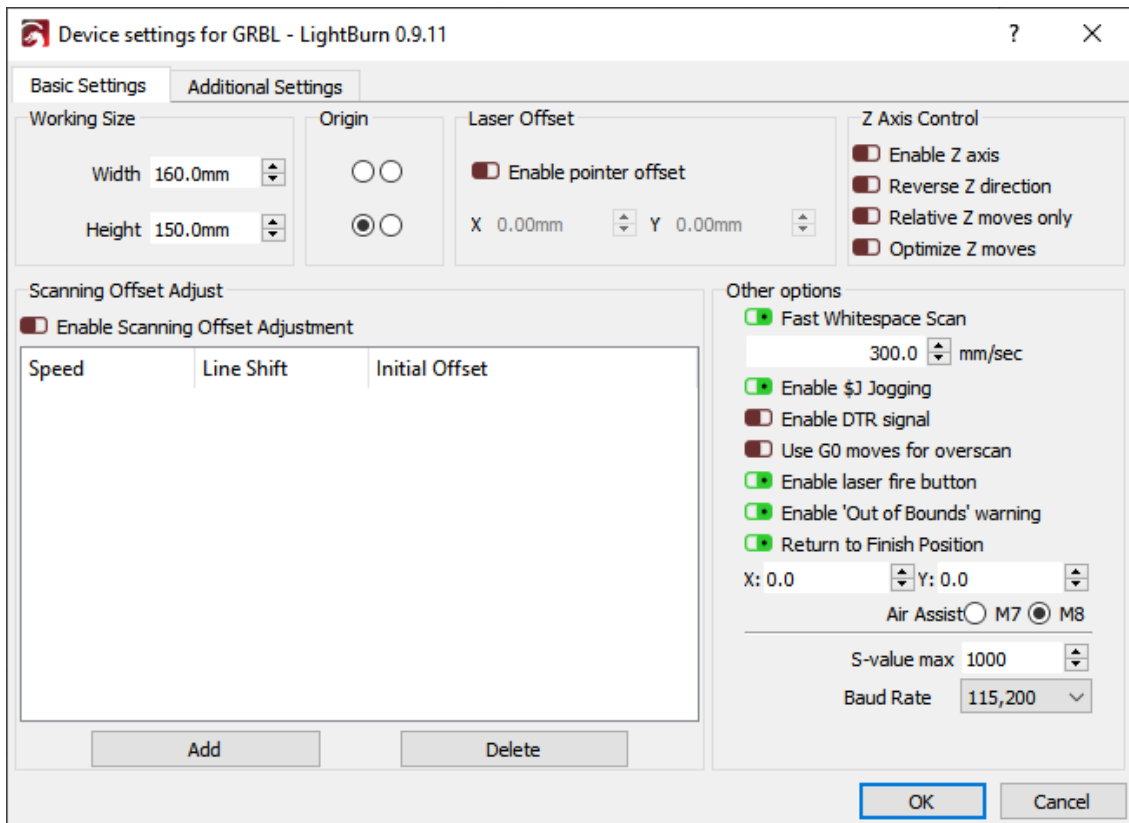 Device settings for GRBL - LightBurn 0.9.11 ?
Basic Settings Additional Settings
Working Size
Width 160.0mm
Height 150.0mm
Origin
Laser Offset
Enable pointer offset
X 0.00mm Y 0.00mm
Z Axis Control
Enable Z axis
Reverse Z direction
Relative Z moves only
Optimize Z moves
Scanning Offset Adjust
Enable Scanning Offset Adjustment
Speed Line Shift Initial Offset
Add Delete
Other options
Fast Whitespace Scan
300.0 mm/sec
Enable $J Jogging
Enable DTR signal
Use G0 moves for overscan
Enable laser fire button
Enable 'Out of Bounds' warning
Return to Finish Position
X: 0.0 Y: 0.0
Air Assist M7 M8
S-value max 1000
Baud Rate 115,200
OK Cancel